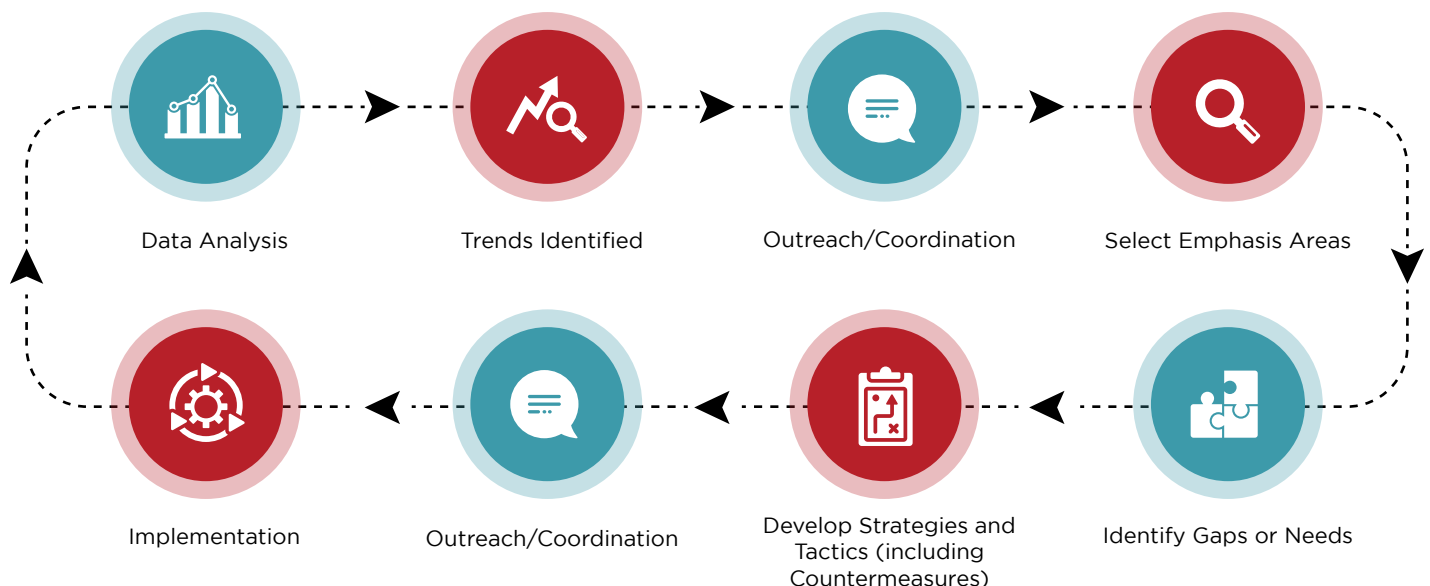 Data Analysis
Trends Identified
Outreach/Coordination
Select Emphasis Areas
Implementation
Outreach/Coordination
Develop Strategies and
Tactics (including
Countermeasures)
Identify Gaps or Needs